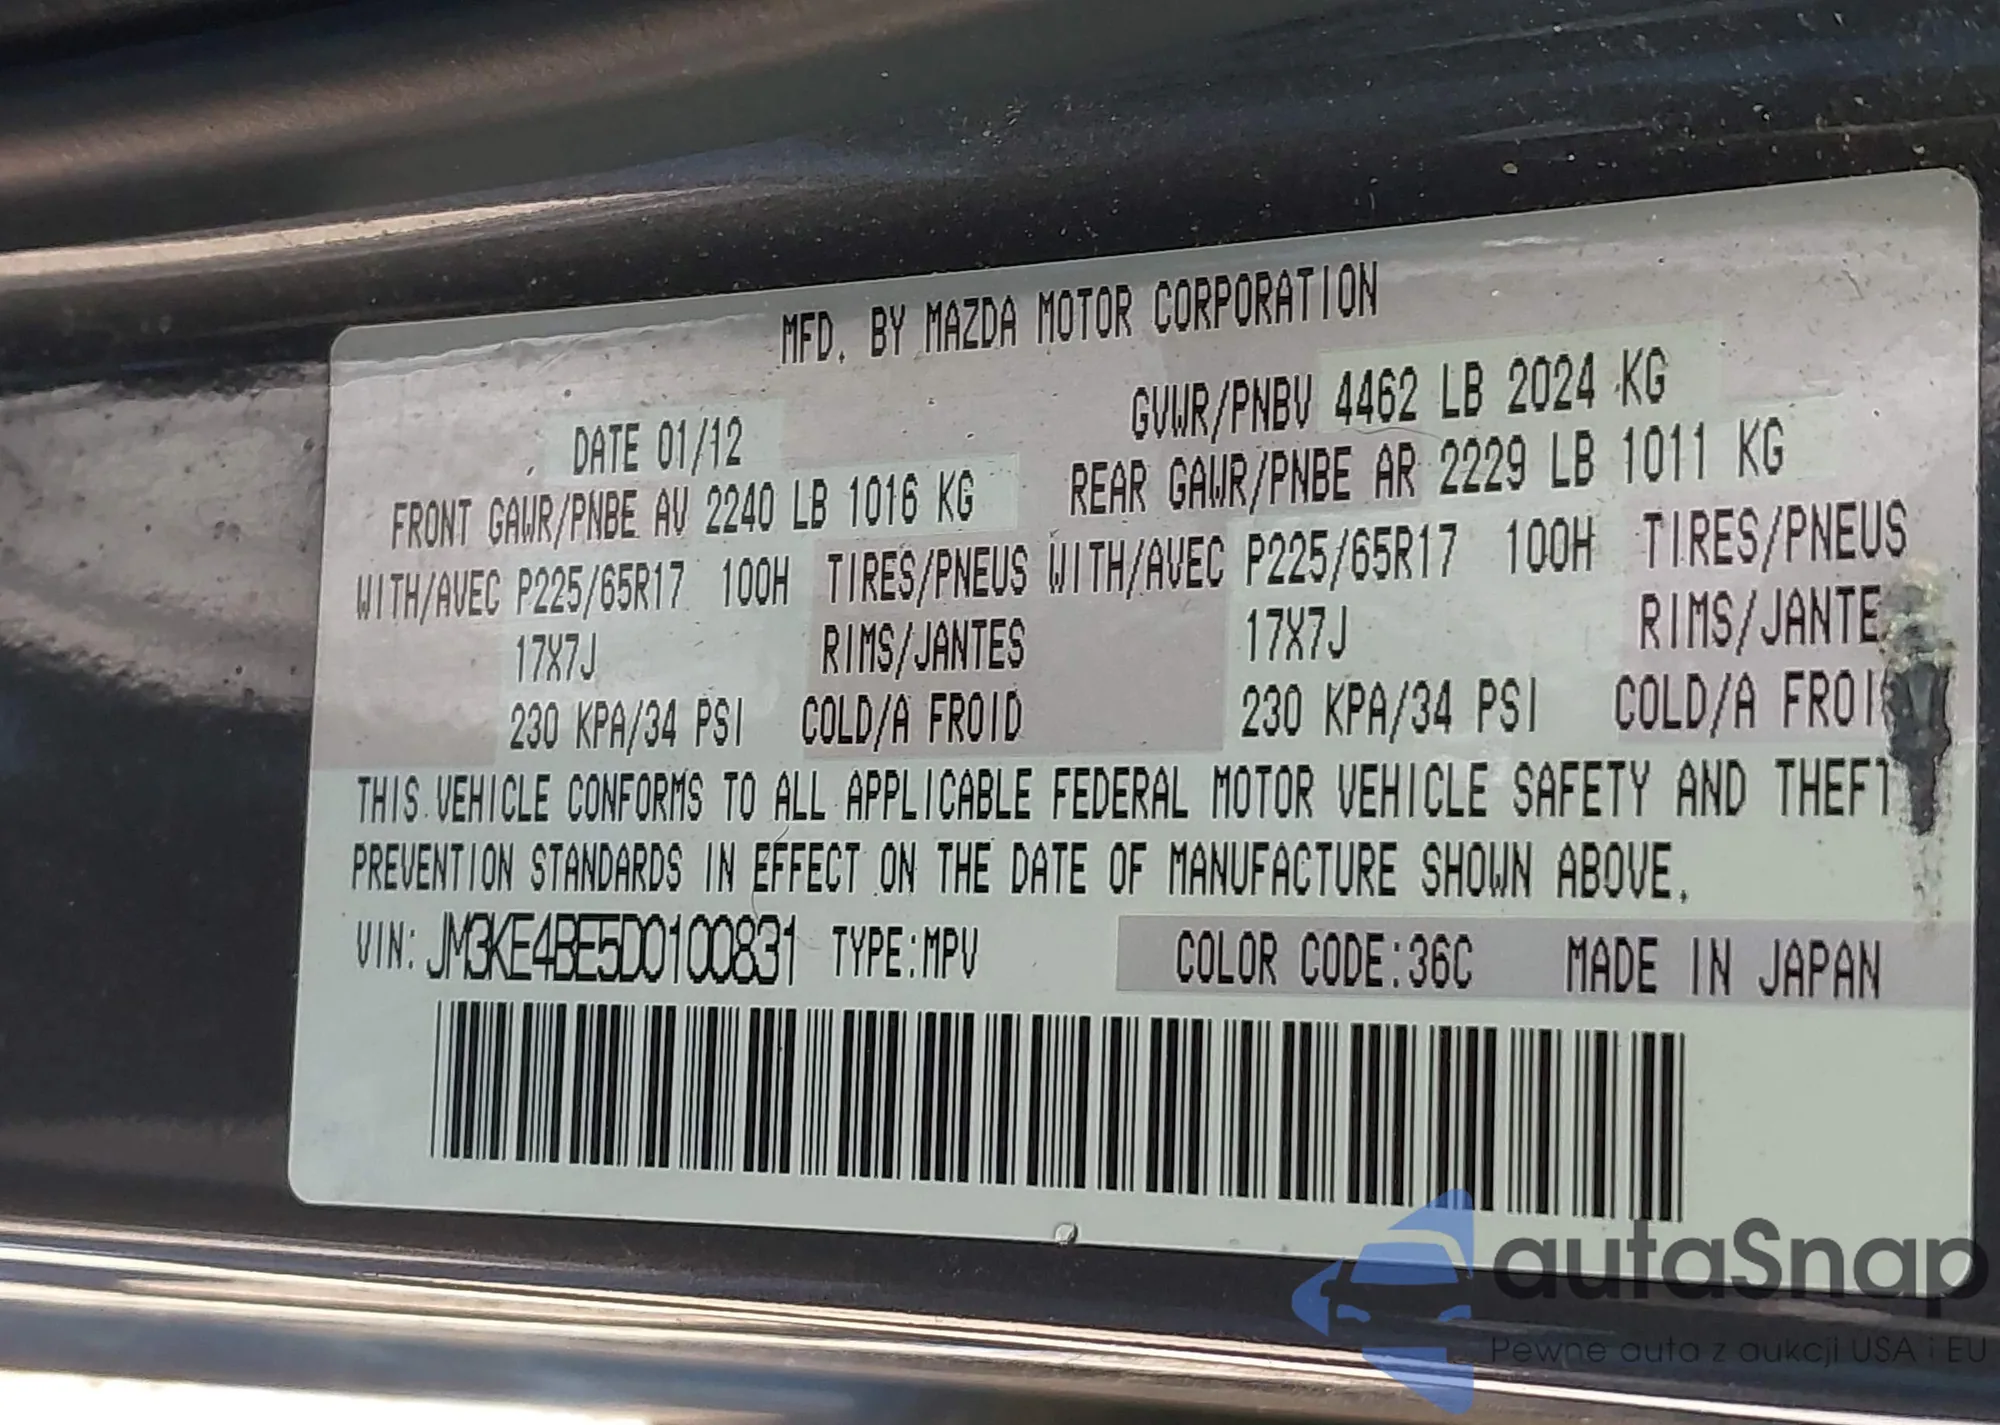 MFD. BY MAZDA MOTOR CORPORATION
DATE 01/12
GVWR/PNBV 4462 LB 2024 KG
FRONT GAWR/PNBE AV 2240 LB 1016 KG
REAR GAWR/PNBE AR 2229 LB 1011 KG
WITH/AVEC P225/65R17 100H TIRES/PNEUS WITH/AVEC P225/65R17 100H TIRES/PNEUS
17X7J RIMS/JANTES 17X7J RIMS/JANTE
230 KPA/34 PSI COLD/A FROID 230 KPA/34 PSI COLD/A FROI
THIS VEHICLE CONFORMS TO ALL APPLICABLE FEDERAL MOTOR VEHICLE SAFETY AND THEFT
PREVENTION STANDARDS IN EFFECT ON THE DATE OF MANUFACTURE SHOWN ABOVE.
VIN: JM3KE4BE5D0100831 TYPE:MPV COLOR CODE:36C MADE IN JAPAN
autaSnap
Pewne auta z aukcji USA i EU